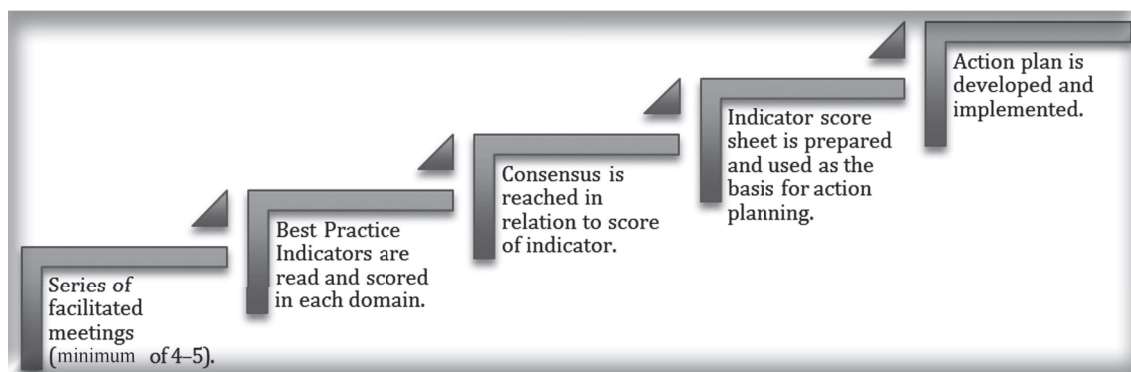 Series of
facilitated
meetings
(minimum of 4–5).
Best Practice
Indicators are
read and scored
in each domain.
Consensus is
reached in
relation to score
of indicator.
Indicator score
sheet is prepared
and used as the
basis for action
planning.
Action plan is
developed and
implemented.